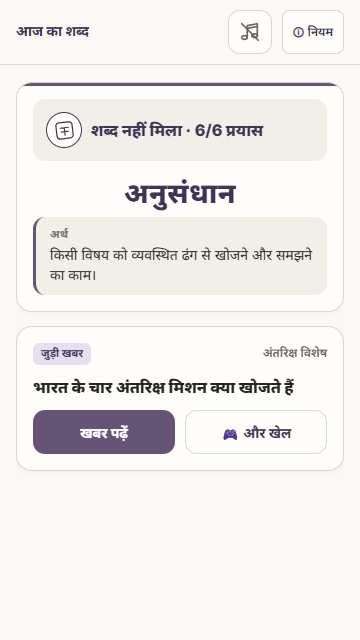 आज का शब्द
नियम
शब्द नहीं मिला · 6/6 प्रयास
अनुसंधान
अर्थ
किसी विषय को व्यवस्थित ढंग से खोजने और समझने
का काम।
जुड़ी खबर
अंतरिक्ष विशेष
भारत के चार अंतरिक्ष मिशन क्या खोजते हैं
खबर पढ़ें
और खेल